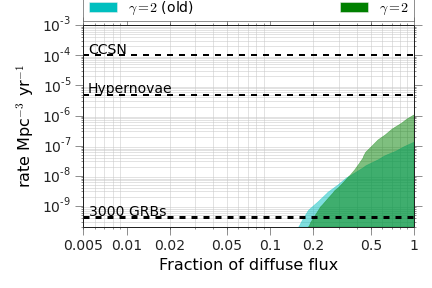 γ = 2 (old) γ = 2
10⁻³
10⁻⁴
10⁻⁵
10⁻⁶
10⁻⁷
10⁻⁸
10⁻⁹
rate Mpc⁻³ yr⁻¹
CCSN
Hypernovae
3000 GRBs
0.005 0.01 0.02 0.05 0.1 0.2 0.5 1
Fraction of diffuse flux